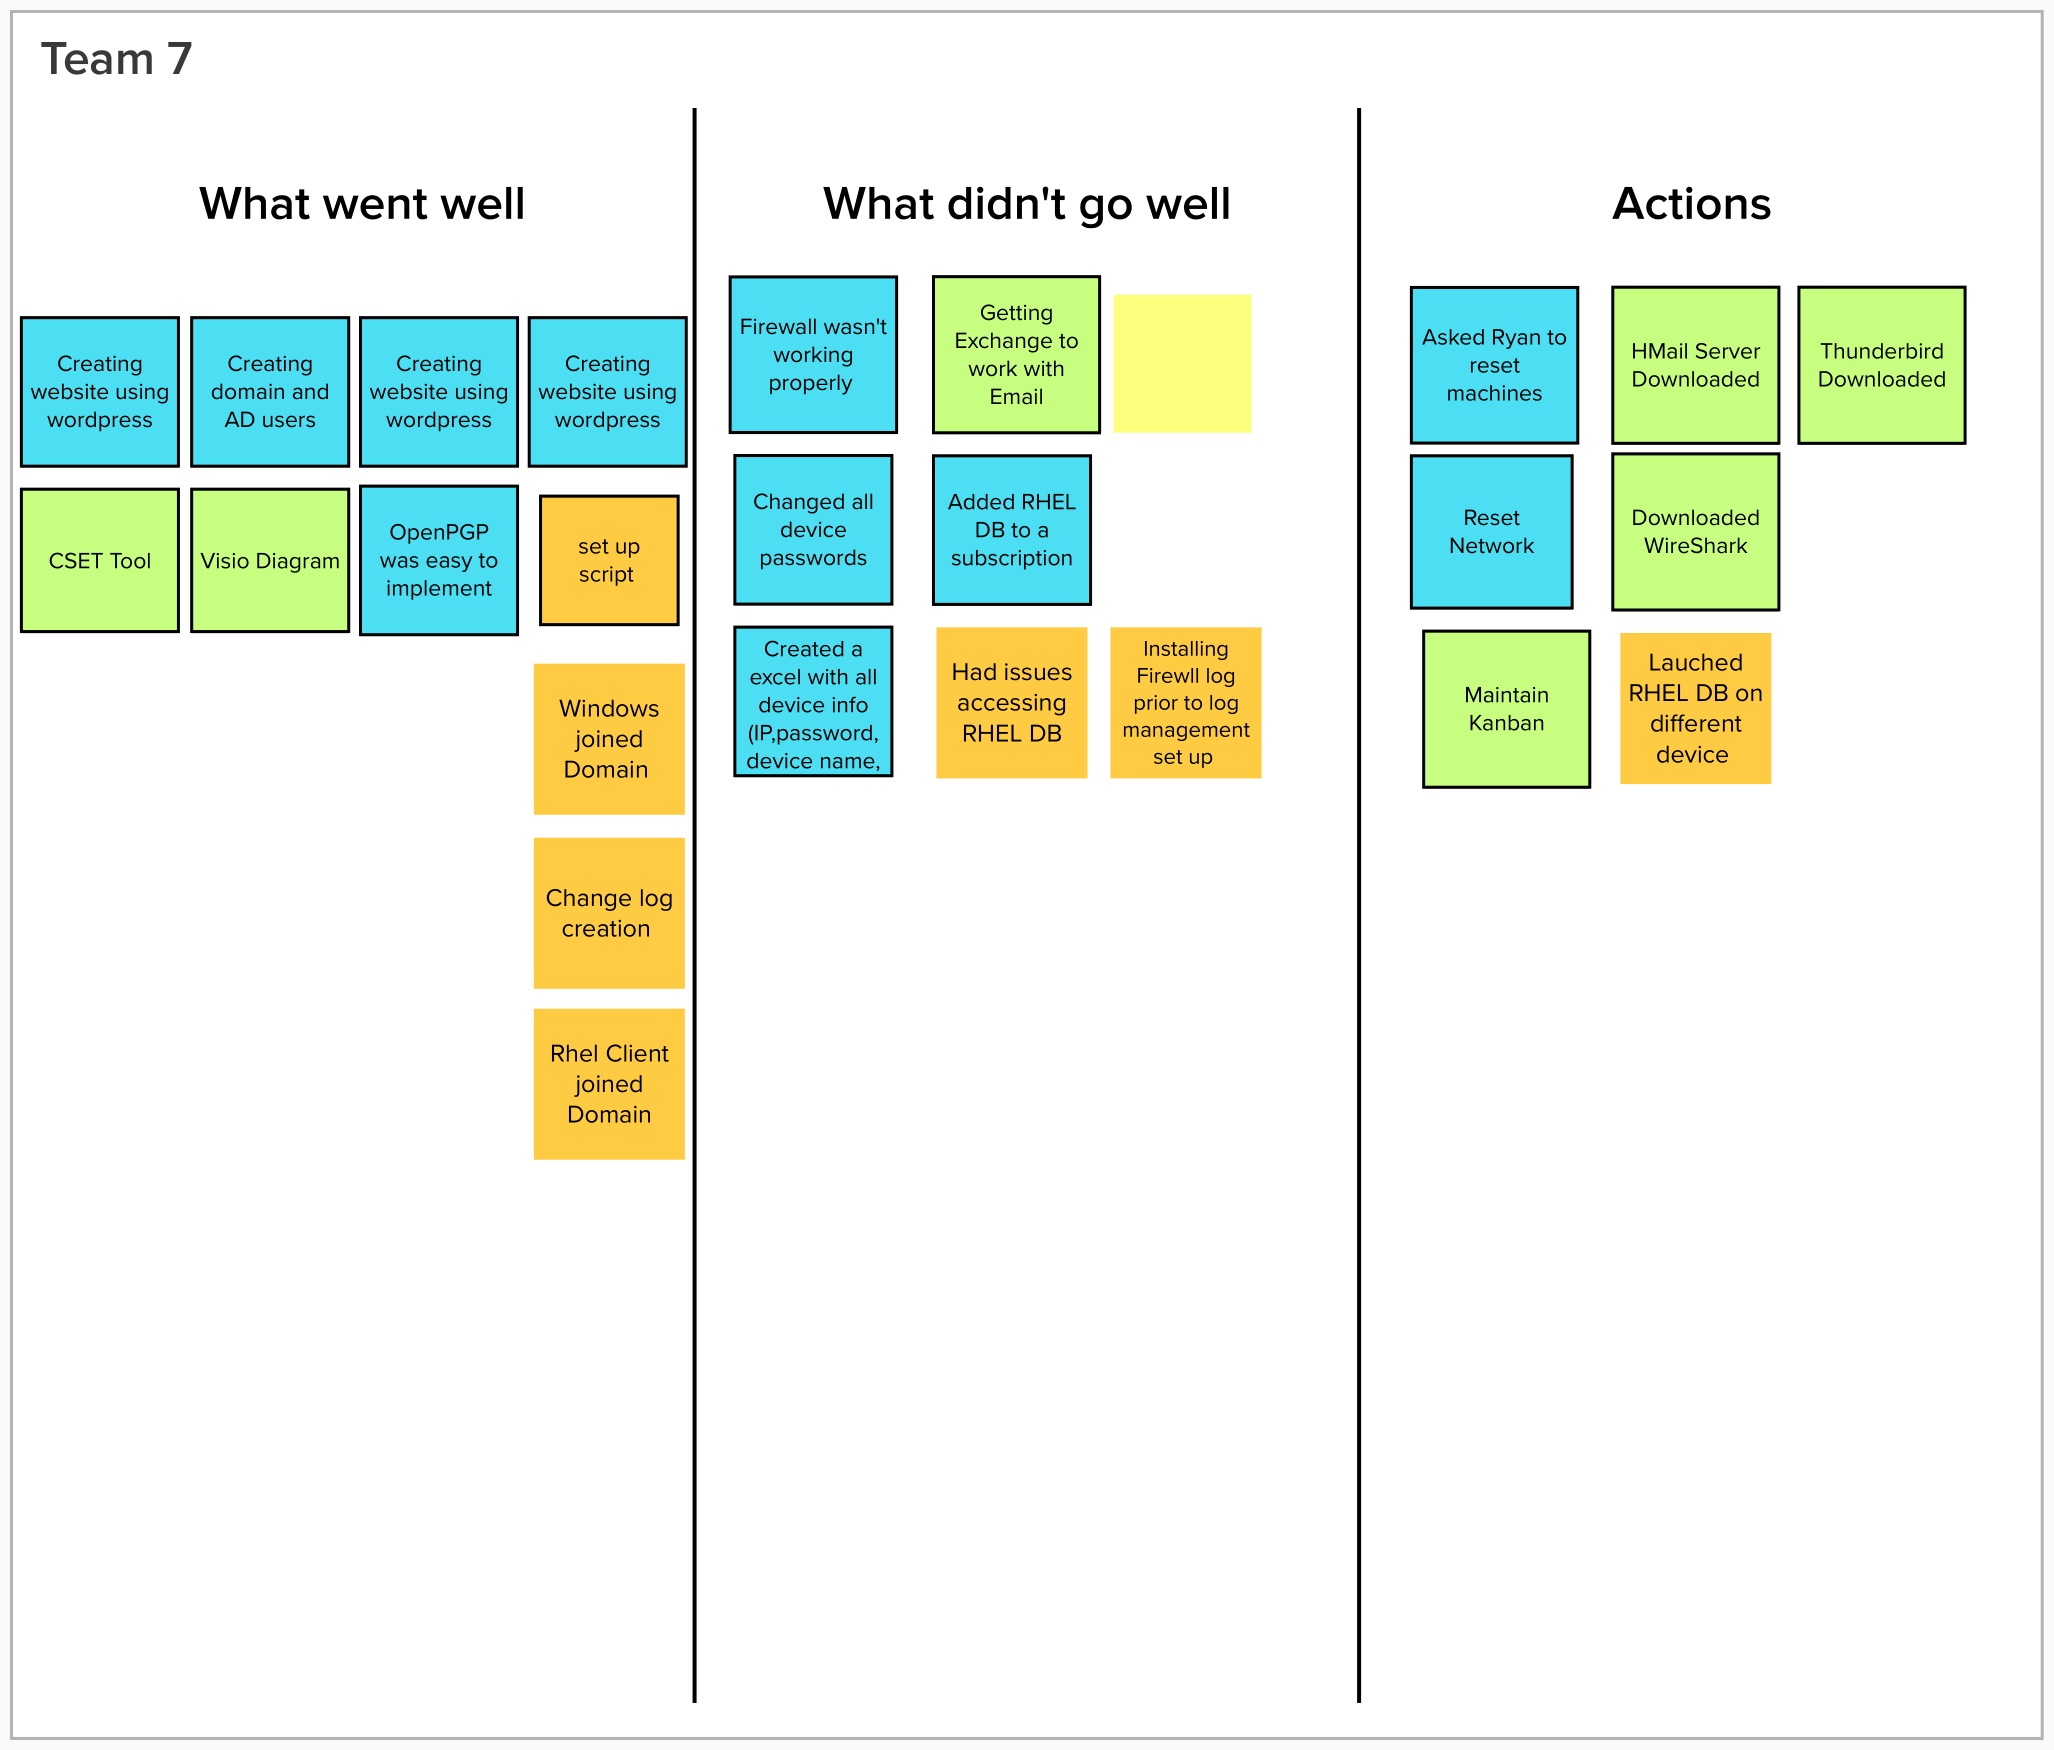 Team 7
What went well
Creating
website using
wordpress
Creating
domain and
AD users
Creating
website using
wordpress
Creating
website using
wordpress
CSET Tool
Visio Diagram
OpenPGP
was easy to
implement
set up
script
Windows
joined
Domain
Change log
creation
Rhel Client
joined
Domain
What didn't go well
Firewall wasn't
working
properly
Getting
Exchange to
work with
Email
Changed all
device
passwords
Added RHEL
DB to a
subscription
Created a
excel with all
device info
(IP,password,
device name,
Had issues
accessing
RHEL DB
Installing
Firewll log
prior to log
management
set up
Actions
Asked Ryan to
reset
machines
HMail Server
Downloaded
Thunderbird
Downloaded
Reset
Network
Downloaded
WireShark
Maintain
Kanban
Lauched
RHEL DB on
different
device